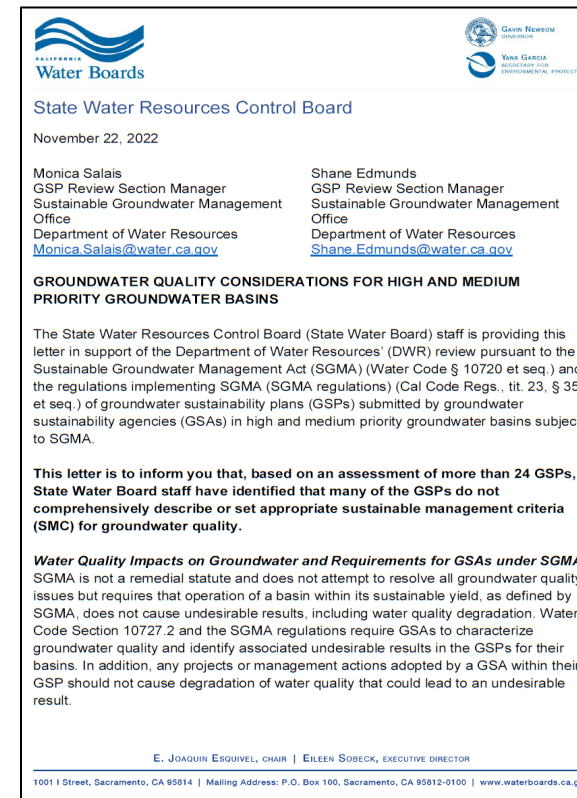 CALIFORNIA
Water Boards
GAVIN NEWSOM
GOVERNOR
YANA GARCIA
SECRETARY FOR
ENVIRONMENTAL PROTECT
State Water Resources Control Board
November 22, 2022
Monica Salais
GSP Review Section Manager
Sustainable Groundwater Management
Office
Department of Water Resources
Monica.Salais@water.ca.gov
Shane Edmunds
GSP Review Section Manager
Sustainable Groundwater Management
Office
Department of Water Resources
Shane.Edmunds@water.ca.gov
GROUNDWATER QUALITY CONSIDERATIONS FOR HIGH AND MEDIUM
PRIORITY GROUNDWATER BASINS
The State Water Resources Control Board (State Water Board) staff is providing this
letter in support of the Department of Water Resources' (DWR) review pursuant to the
Sustainable Groundwater Management Act (SGMA) (Water Code § 10720 et seq.) and
the regulations implementing SGMA (SGMA regulations) (Cal Code Regs., tit. 23, § 35
et seq.) of groundwater sustainability plans (GSPs) submitted by groundwater
sustainability agencies (GSAs) in high and medium priority groundwater basins subjec
to SGMA.
This letter is to inform you that, based on an assessment of more than 24 GSPs,
State Water Board staff have identified that many of the GSPs do not
comprehensively describe or set appropriate sustainable management criteria
(SMC) for groundwater quality.
Water Quality Impacts on Groundwater and Requirements for GSAs under SGMA
SGMA is not a remedial statute and does not attempt to resolve all groundwater quality
issues but requires that operation of a basin within its sustainable yield, as defined by
SGMA, does not cause undesirable results, including water quality degradation. Water
Code Section 10727.2 and the SGMA regulations require GSAs to characterize
groundwater quality and identify associated undesirable results in the GSPs for their
basins. In addition, any projects or management actions adopted by a GSA within their
GSP should not cause degradation of water quality that could lead to an undesirable
result.
E. JOAQUIN ESQUIVEL, CHAIR | EILEEN SOBECK, EXECUTIVE DIRECTOR
1001 I Street, Sacramento, CA 95814 | Mailing Address: P.O. Box 100, Sacramento, CA 95812-0100 | www.waterboards.ca.g